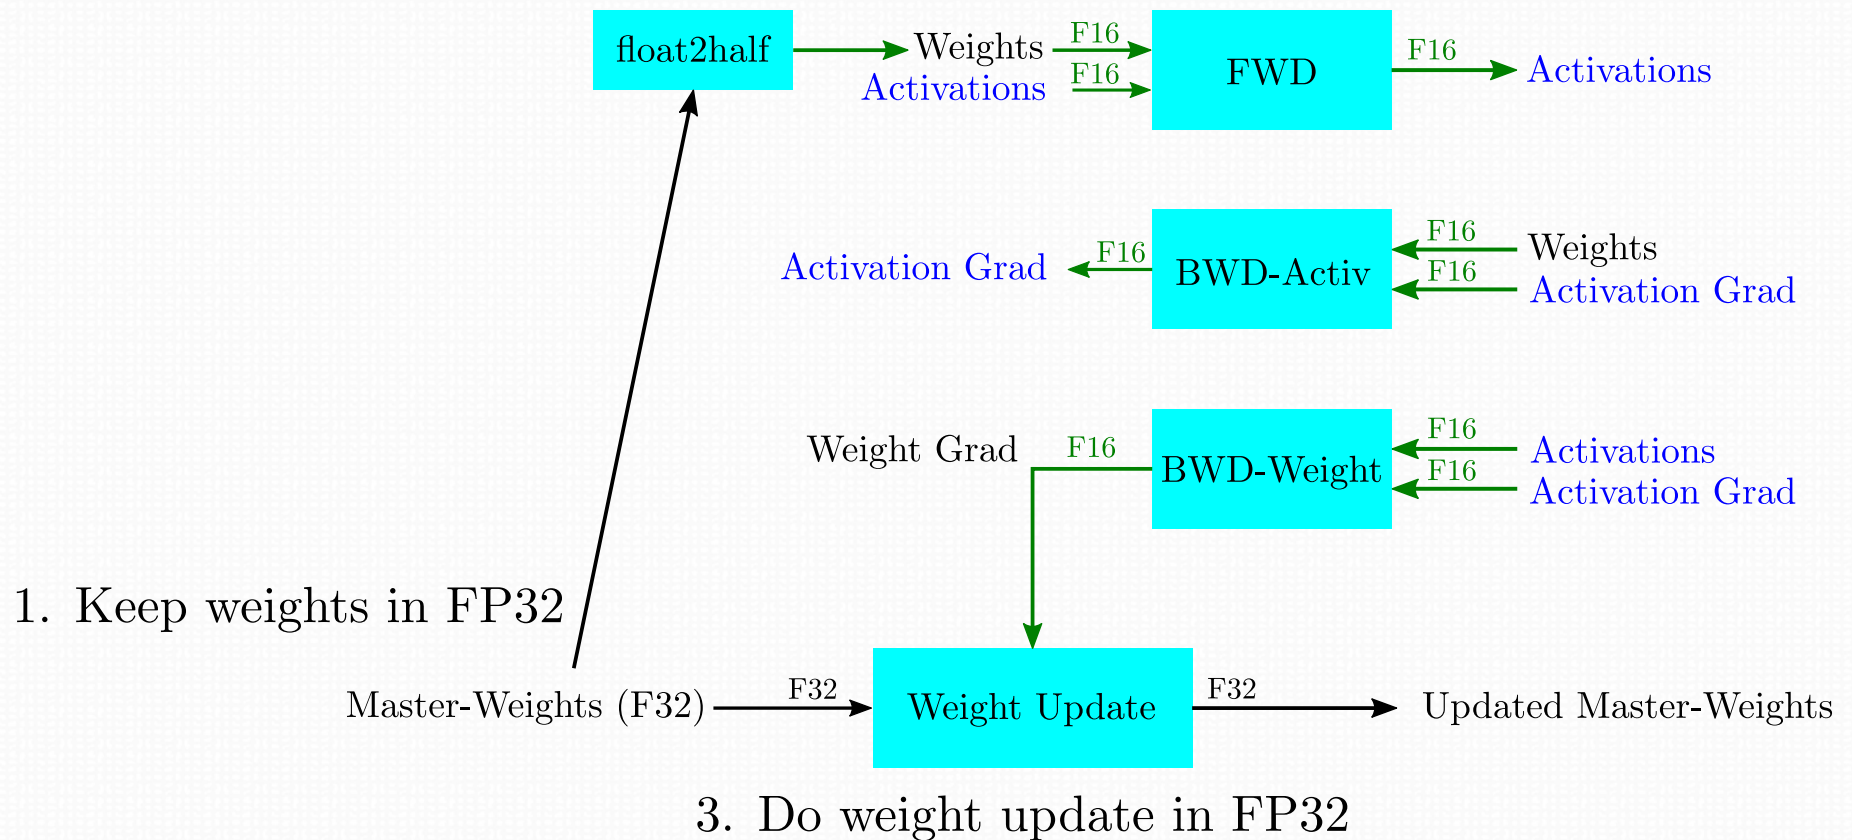 float2half
Weights
F16
Activations
F16
FWD
F16
Activations
Activation Grad
F16
BWD-Activ
F16
Weights
F16
Activation Grad
Weight Grad
F16
BWD-Weight
F16
Activations
F16
Activation Grad
1. Keep weights in FP32
Master-Weights (F32)
F32
Weight Update
F32
Updated Master-Weights
3. Do weight update in FP32